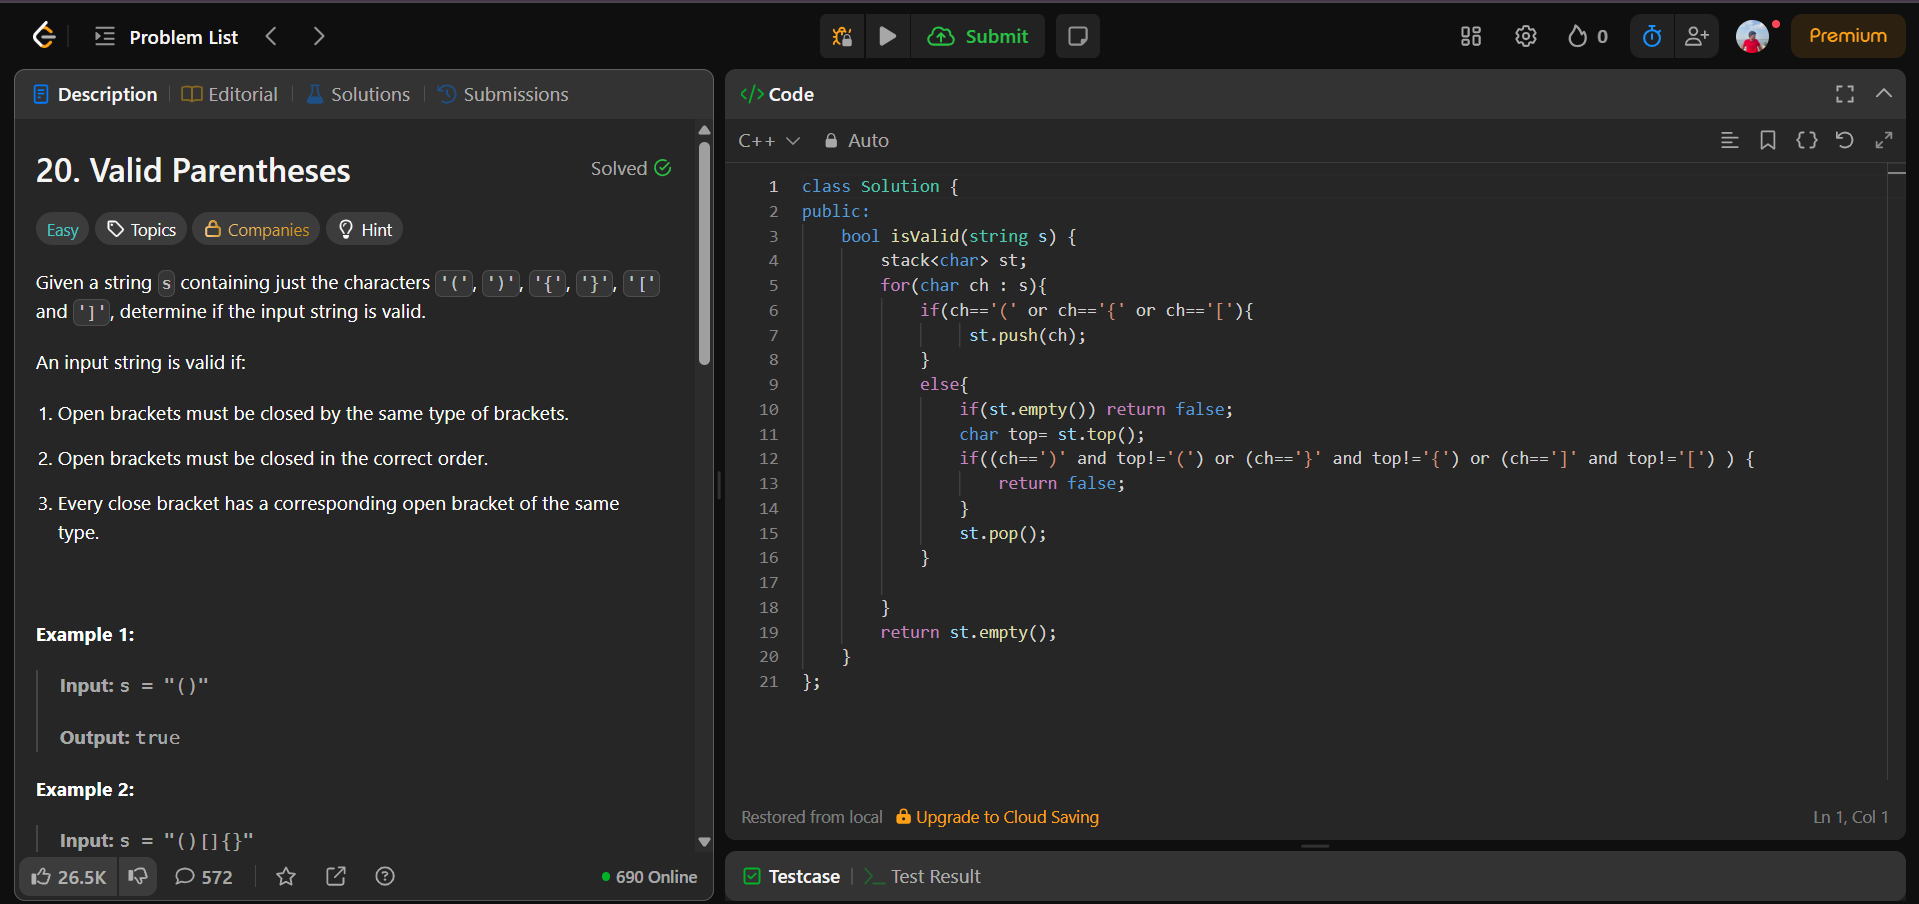 Problem List
Submit
0
Premium
Description
Editorial
Solutions
Submissions
20. Valid Parentheses
Solved
Easy
Topics
Companies
Hint
Given a string s containing just the characters '(', ')', '{', '}', '['
and ']', determine if the input string is valid.
An input string is valid if:
1. Open brackets must be closed by the same type of brackets.
2. Open brackets must be closed in the correct order.
3. Every close bracket has a corresponding open bracket of the same
type.
Example 1:
Input: s = "()"
Output: true
Example 2:
Input: s = "()[]{}"
26.5K
572
690 Online
</> Code
C++
Auto
1 class Solution {
2 public:
3     bool isValid(string s) {
4         stack<char> st;
5         for(char ch : s){
6             if(ch=='(' or ch=='{' or ch=='['){
7                  st.push(ch);
8             }
9             else{
10                 if(st.empty()) return false;
11                 char top= st.top();
12                 if((ch==')' and top!='(') or (ch=='}' and top!='{') or (ch==']' and top!='[') ) {
13                     return false;
14                 }
15                 st.pop();
16             }
17
18         }
19         return st.empty();
20     }
21 };
Restored from local
Upgrade to Cloud Saving
Ln 1, Col 1
Testcase
Test Result